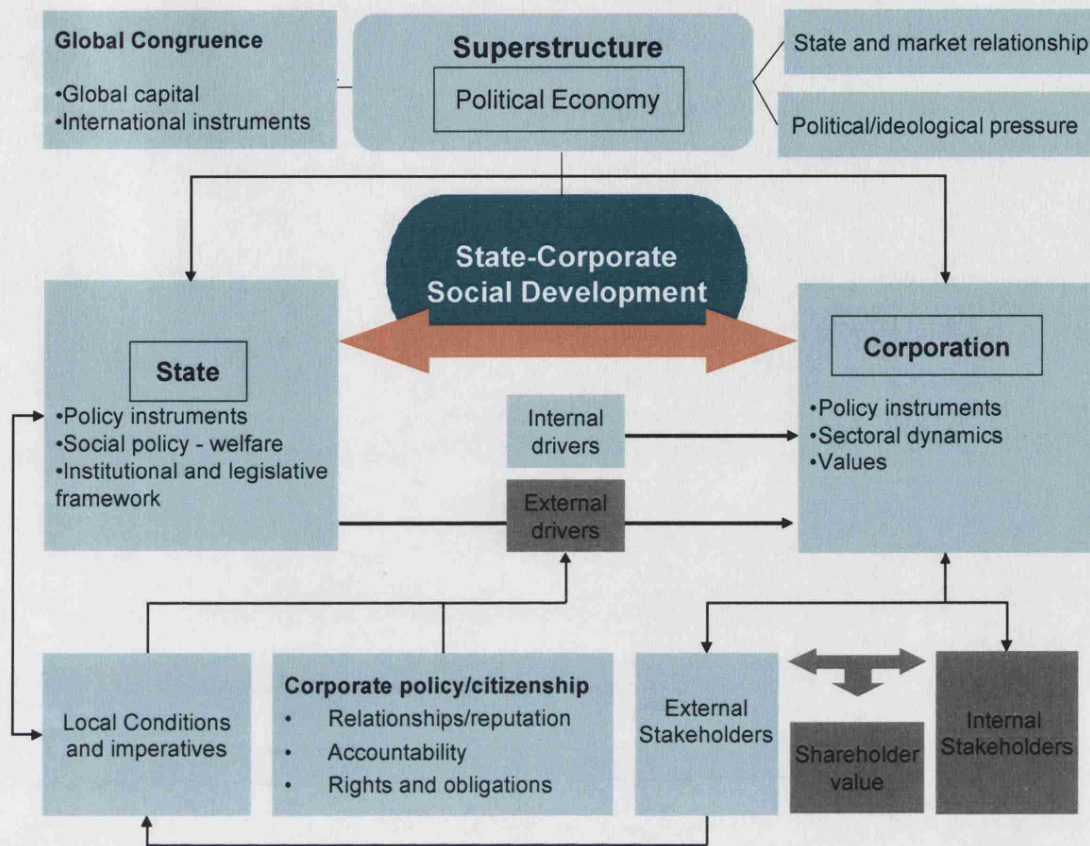 Global Congruence
•Global capital
•International instruments
Superstructure
Political Economy
State and market relationship
Political/ideological pressure
State-Corporate
Social Development
State
•Policy instruments
•Social policy - welfare
•Institutional and legislative
framework
Corporation
•Policy instruments
•Sectoral dynamics
•Values
Internal
drivers
External
drivers
Local Conditions
and imperatives
Corporate policy/citizenship
• Relationships/reputation
• Accountability
• Rights and obligations
External
Stakeholders
Shareholder
value
Internal
Stakeholders